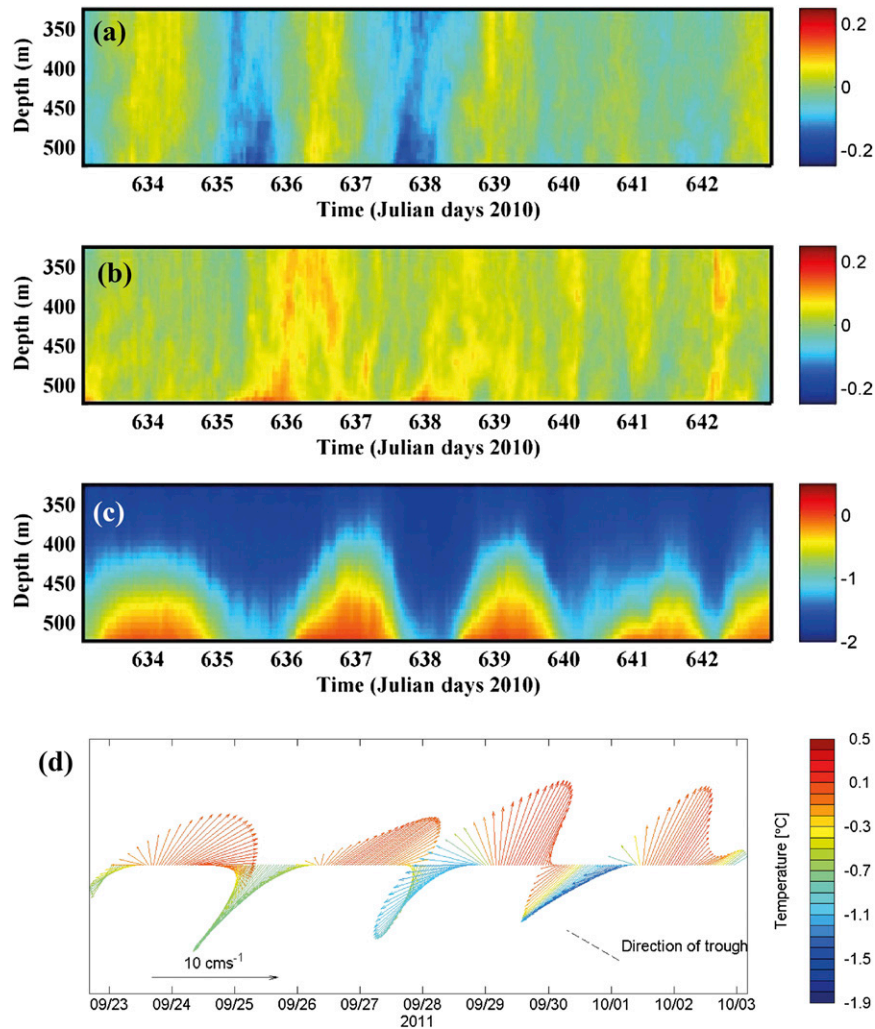 (a)
Depth (m)
350
400
450
500
0.2
0
-0.2
634 635 636 637 638 639 640 641 642
Time (Julian days 2010)
(b)
Depth (m)
350
400
450
500
0.2
0
-0.2
634 635 636 637 638 639 640 641 642
Time (Julian days 2010)
(c)
Depth (m)
350
400
450
500
0
-1
-2
634 635 636 637 638 639 640 641 642
Time (Julian days 2010)
(d)
10 cms⁻¹
Direction of trough
09/23 09/24 09/25 09/26 09/27 09/28 09/29 09/30 10/01 10/02 10/03
2011
Temperature [°C]
0.5
0.1
-0.3
-0.7
-1.1
-1.5
-1.9